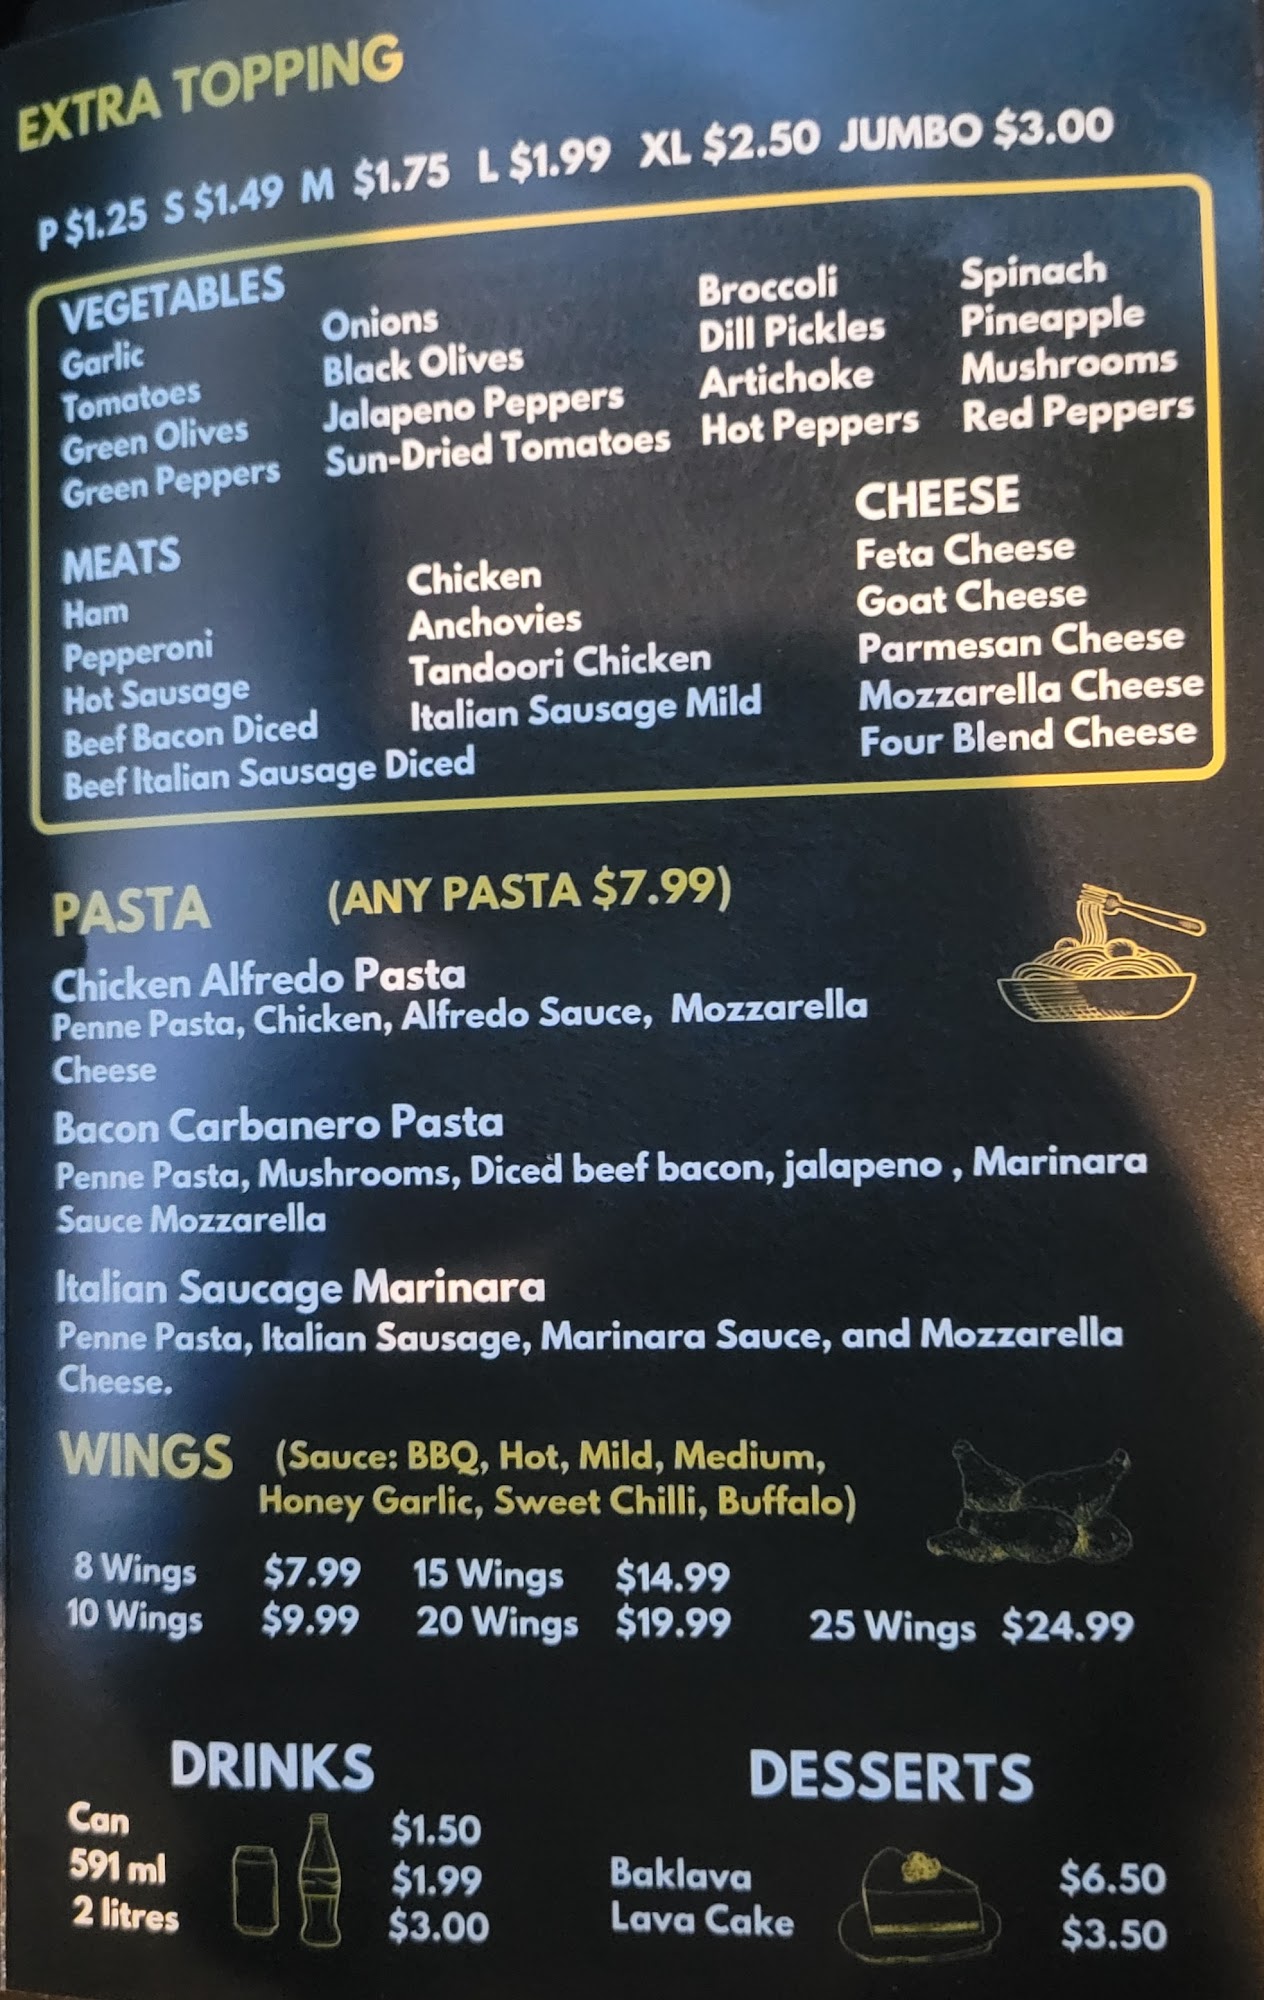 EXTRA TOPPING
P $1.25 S $1.49 M $1.75 L $1.99 XL $2.50 JUMBO $3.00
VEGETABLES
Garlic
Tomatoes
Green Olives
Green Peppers
Onions
Black Olives
Jalapeno Peppers
Sun-Dried Tomatoes
Broccoli
Dill Pickles
Artichoke
Hot Peppers
Spinach
Pineapple
Mushrooms
Red Peppers
MEATS
Ham
Pepperoni
Hot Sausage
Beef Bacon Diced
Beef Italian Sausage Diced
Chicken
Anchovies
Tandoori Chicken
Italian Sausage Mild
CHEESE
Feta Cheese
Goat Cheese
Parmesan Cheese
Mozzarella Cheese
Four Blend Cheese
PASTA (ANY PASTA $7.99)
Chicken Alfredo Pasta
Penne Pasta, Chicken, Alfredo Sauce, Mozzarella
Cheese
Bacon Carbanero Pasta
Penne Pasta, Mushrooms, Diced beef bacon, jalapeno , Marinara
Sauce Mozzarella
Italian Saucage Marinara
Penne Pasta, Italian Sausage, Marinara Sauce, and Mozzarella
Cheese.
WINGS (Sauce: BBQ, Hot, Mild, Medium,
Honey Garlic, Sweet Chilli, Buffalo)
8 Wings $7.99 15 Wings $14.99
10 Wings $9.99 20 Wings $19.99 25 Wings $24.99
DRINKS
Can $1.50
591 ml $1.99
2 litres $3.00
DESSERTS
Baklava $6.50
Lava Cake $3.50